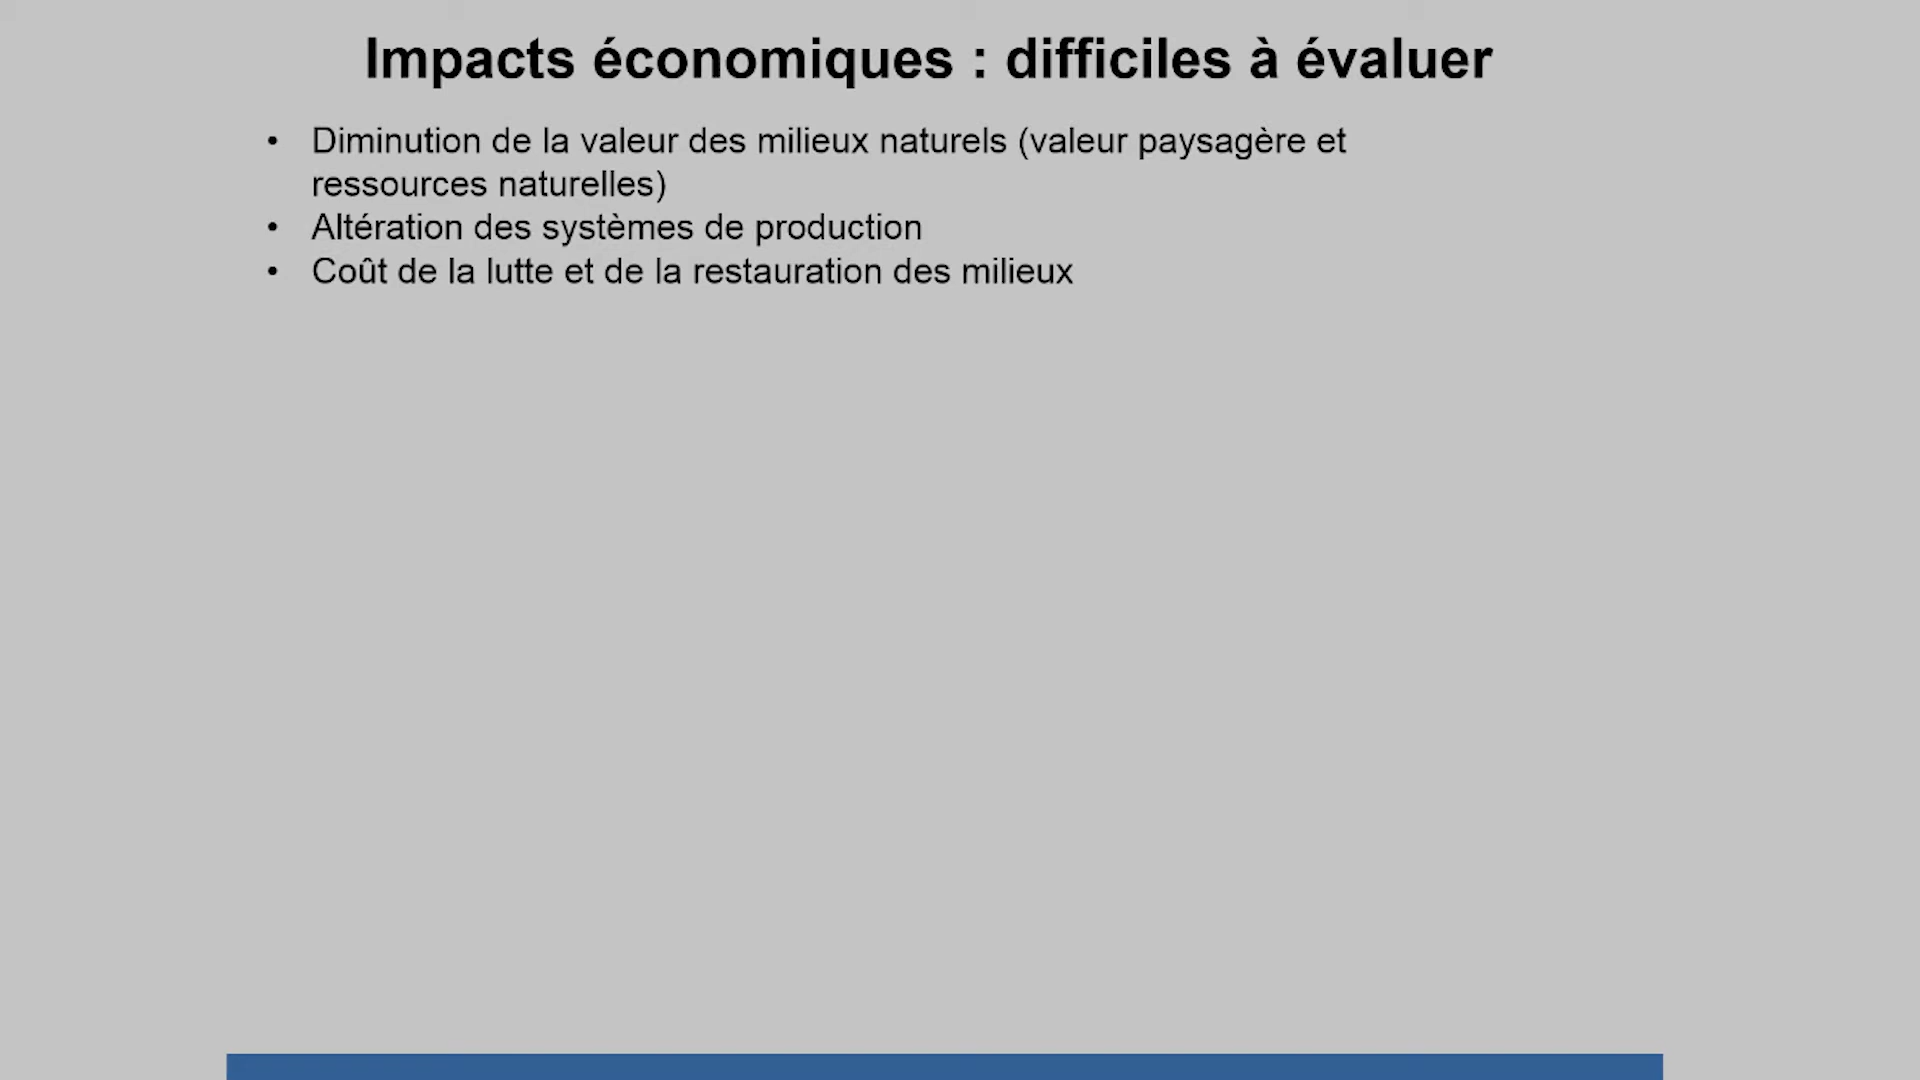 Impacts économiques : difficiles à évaluer
• Diminution de la valeur des milieux naturels (valeur paysagère et
ressources naturelles)
• Altération des systèmes de production
• Coût de la lutte et de la restauration des milieux